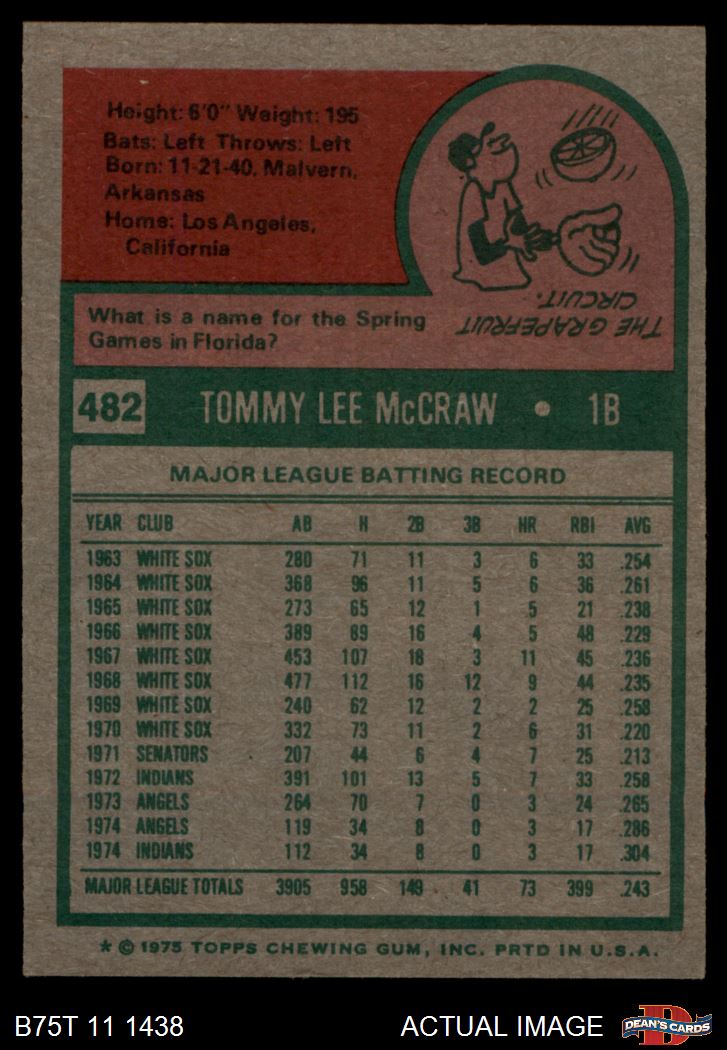 Height: 6'0" Weight: 195
Bats: Left Throws: Left
Born: 11-21-40, Malvern,
Arkansas
Home: Los Angeles,
California
THE GRAPEFRUIT
CIRCUIT.
What is a name for the Spring
Games in Florida?
482 TOMMY LEE McCRAW • 1B
MAJOR LEAGUE BATTING RECORD
YEAR CLUB AB H 2B 3B HR RBI AVG
1963 WHITE SOX 280 71 11 3 6 33 .254
1964 WHITE SOX 368 96 11 5 6 36 .261
1965 WHITE SOX 273 65 12 1 5 21 .238
1966 WHITE SOX 389 89 16 4 5 48 .229
1967 WHITE SOX 453 107 18 3 11 45 .236
1968 WHITE SOX 477 112 16 12 9 44 .235
1969 WHITE SOX 240 62 12 2 2 25 .258
1970 WHITE SOX 332 73 11 2 6 31 .220
1971 SENATORS 207 44 6 4 7 25 .213
1972 INDIANS 391 101 13 5 7 33 .258
1973 ANGELS 264 70 7 0 3 24 .265
1974 ANGELS 119 34 8 0 3 17 .286
1974 INDIANS 112 34 8 0 3 17 .304
MAJOR LEAGUE TOTALS 3905 958 149 41 73 399 .243
* © 1975 TOPPS CHEWING GUM, INC. PRTD IN U.S.A.
B75T 11 1438 ACTUAL IMAGE D DEAN'S CARDS